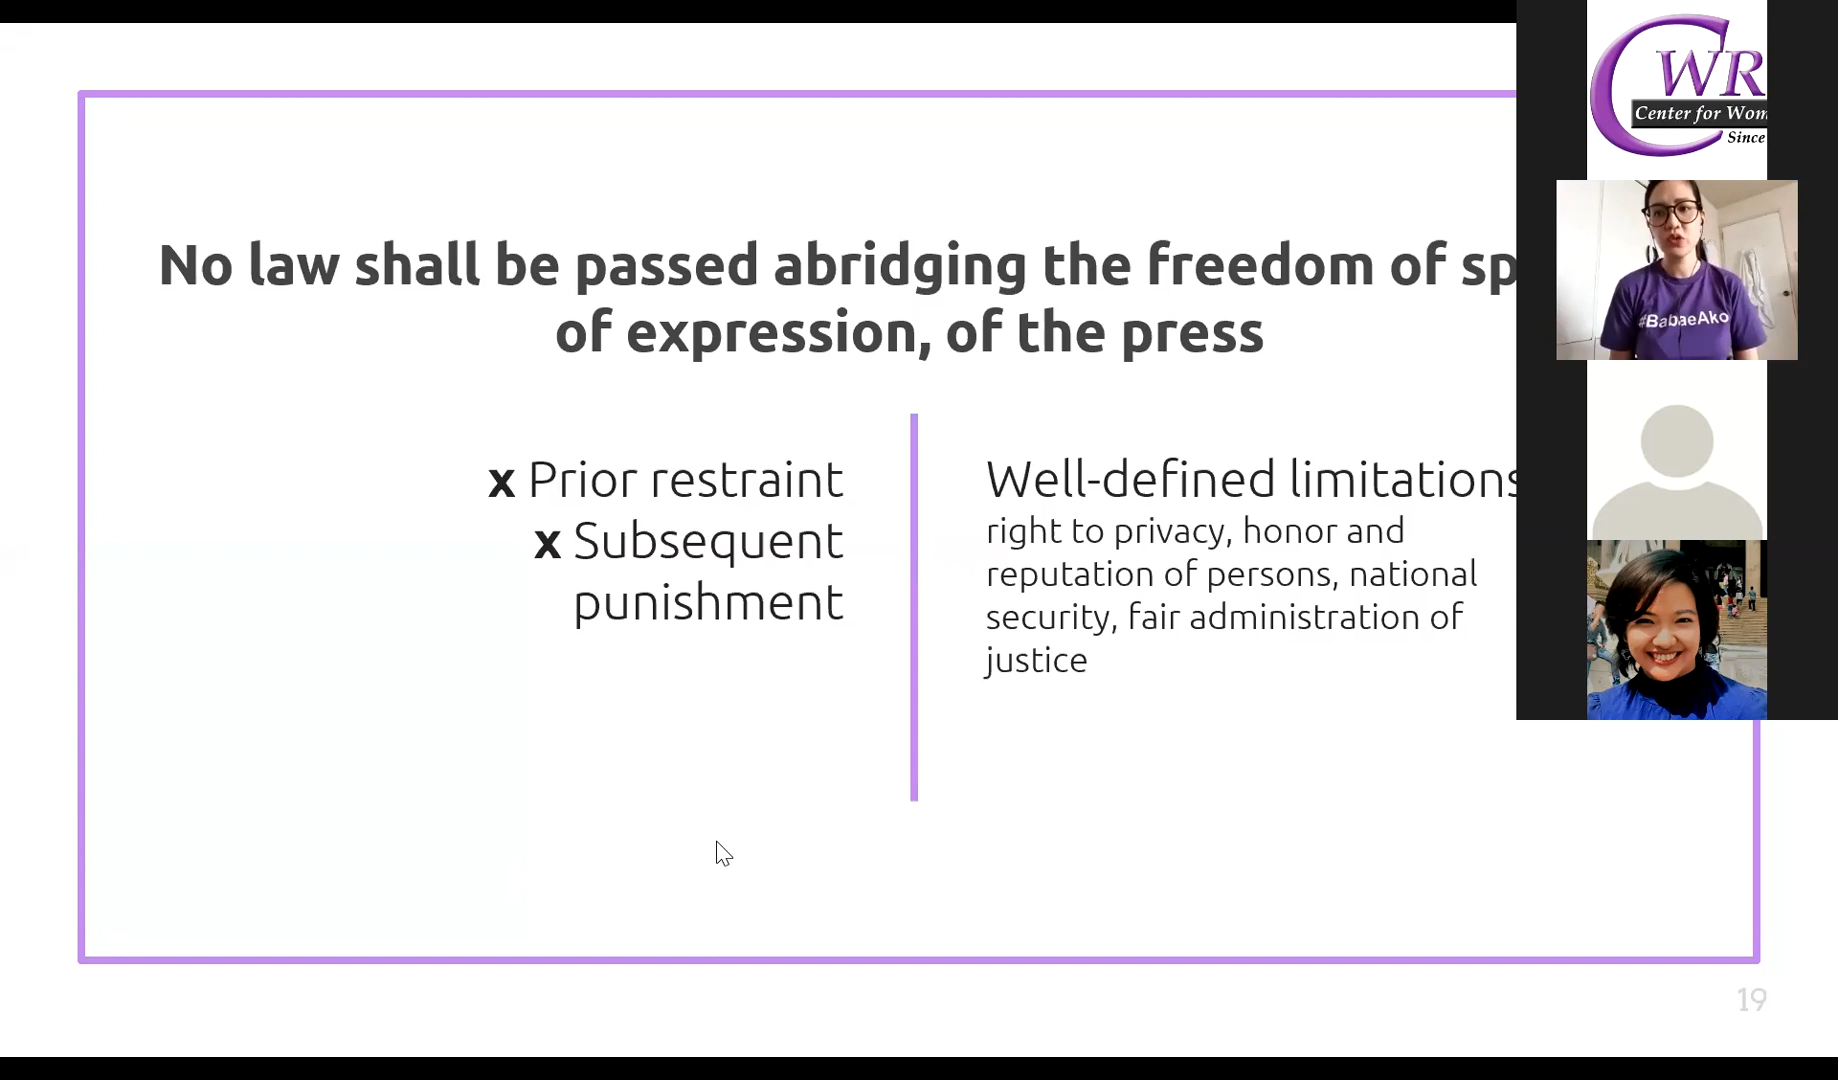 No law shall be passed abridging the freedom of sp
of expression, of the press
x Prior restraint
x Subsequent
punishment
Well-defined limitations
right to privacy, honor and
reputation of persons, national
security, fair administration of
justice
CWR
Center for Wom
Since
#BabaeAko
19